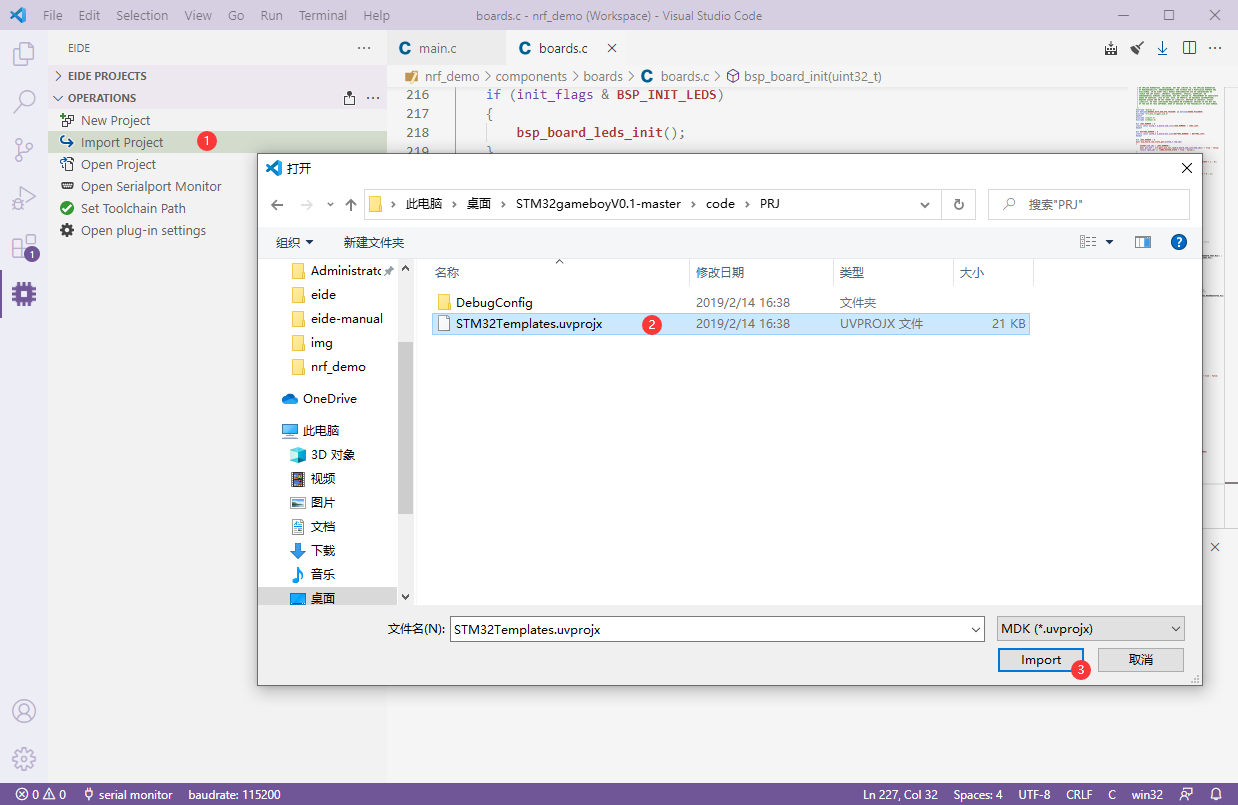 File Edit Selection View Go Run Terminal Help boards.c - nrf_demo (Workspace) - Visual Studio Code
EIDE
EIDE PROJECTS
OPERATIONS
New Project
Import Project 1
Open Project
Open Serialport Monitor
Set Toolchain Path
Open plug-in settings
1
main.c boards.c
nrf_demo > components > boards > boards.c > bsp_board_init(uint32_t)
216 if (init_flags & BSP_INIT_LEDS)
217 {
218 bsp_board_leds_init();
219 }
打开
此电脑 > 桌面 > STM32gameboyV0.1-master > code > PRJ
搜索"PRJ"
组织 新建文件夹
Administrato
eide
eide-manual
img
nrf_demo
OneDrive
此电脑
3D 对象
视频
图片
文档
下载
音乐
桌面
名称 修改日期 类型 大小
DebugConfig 2019/2/14 16:38 文件夹
STM32Templates.uvprojx 2 2019/2/14 16:38 UVPROJX 文件 21 KB
文件名(N): STM32Templates.uvprojx MDK (*.uvprojx)
Import 3 取消
0 0 serial monitor baudrate: 115200 Ln 227, Col 32 Spaces: 4 UTF-8 CRLF C win32